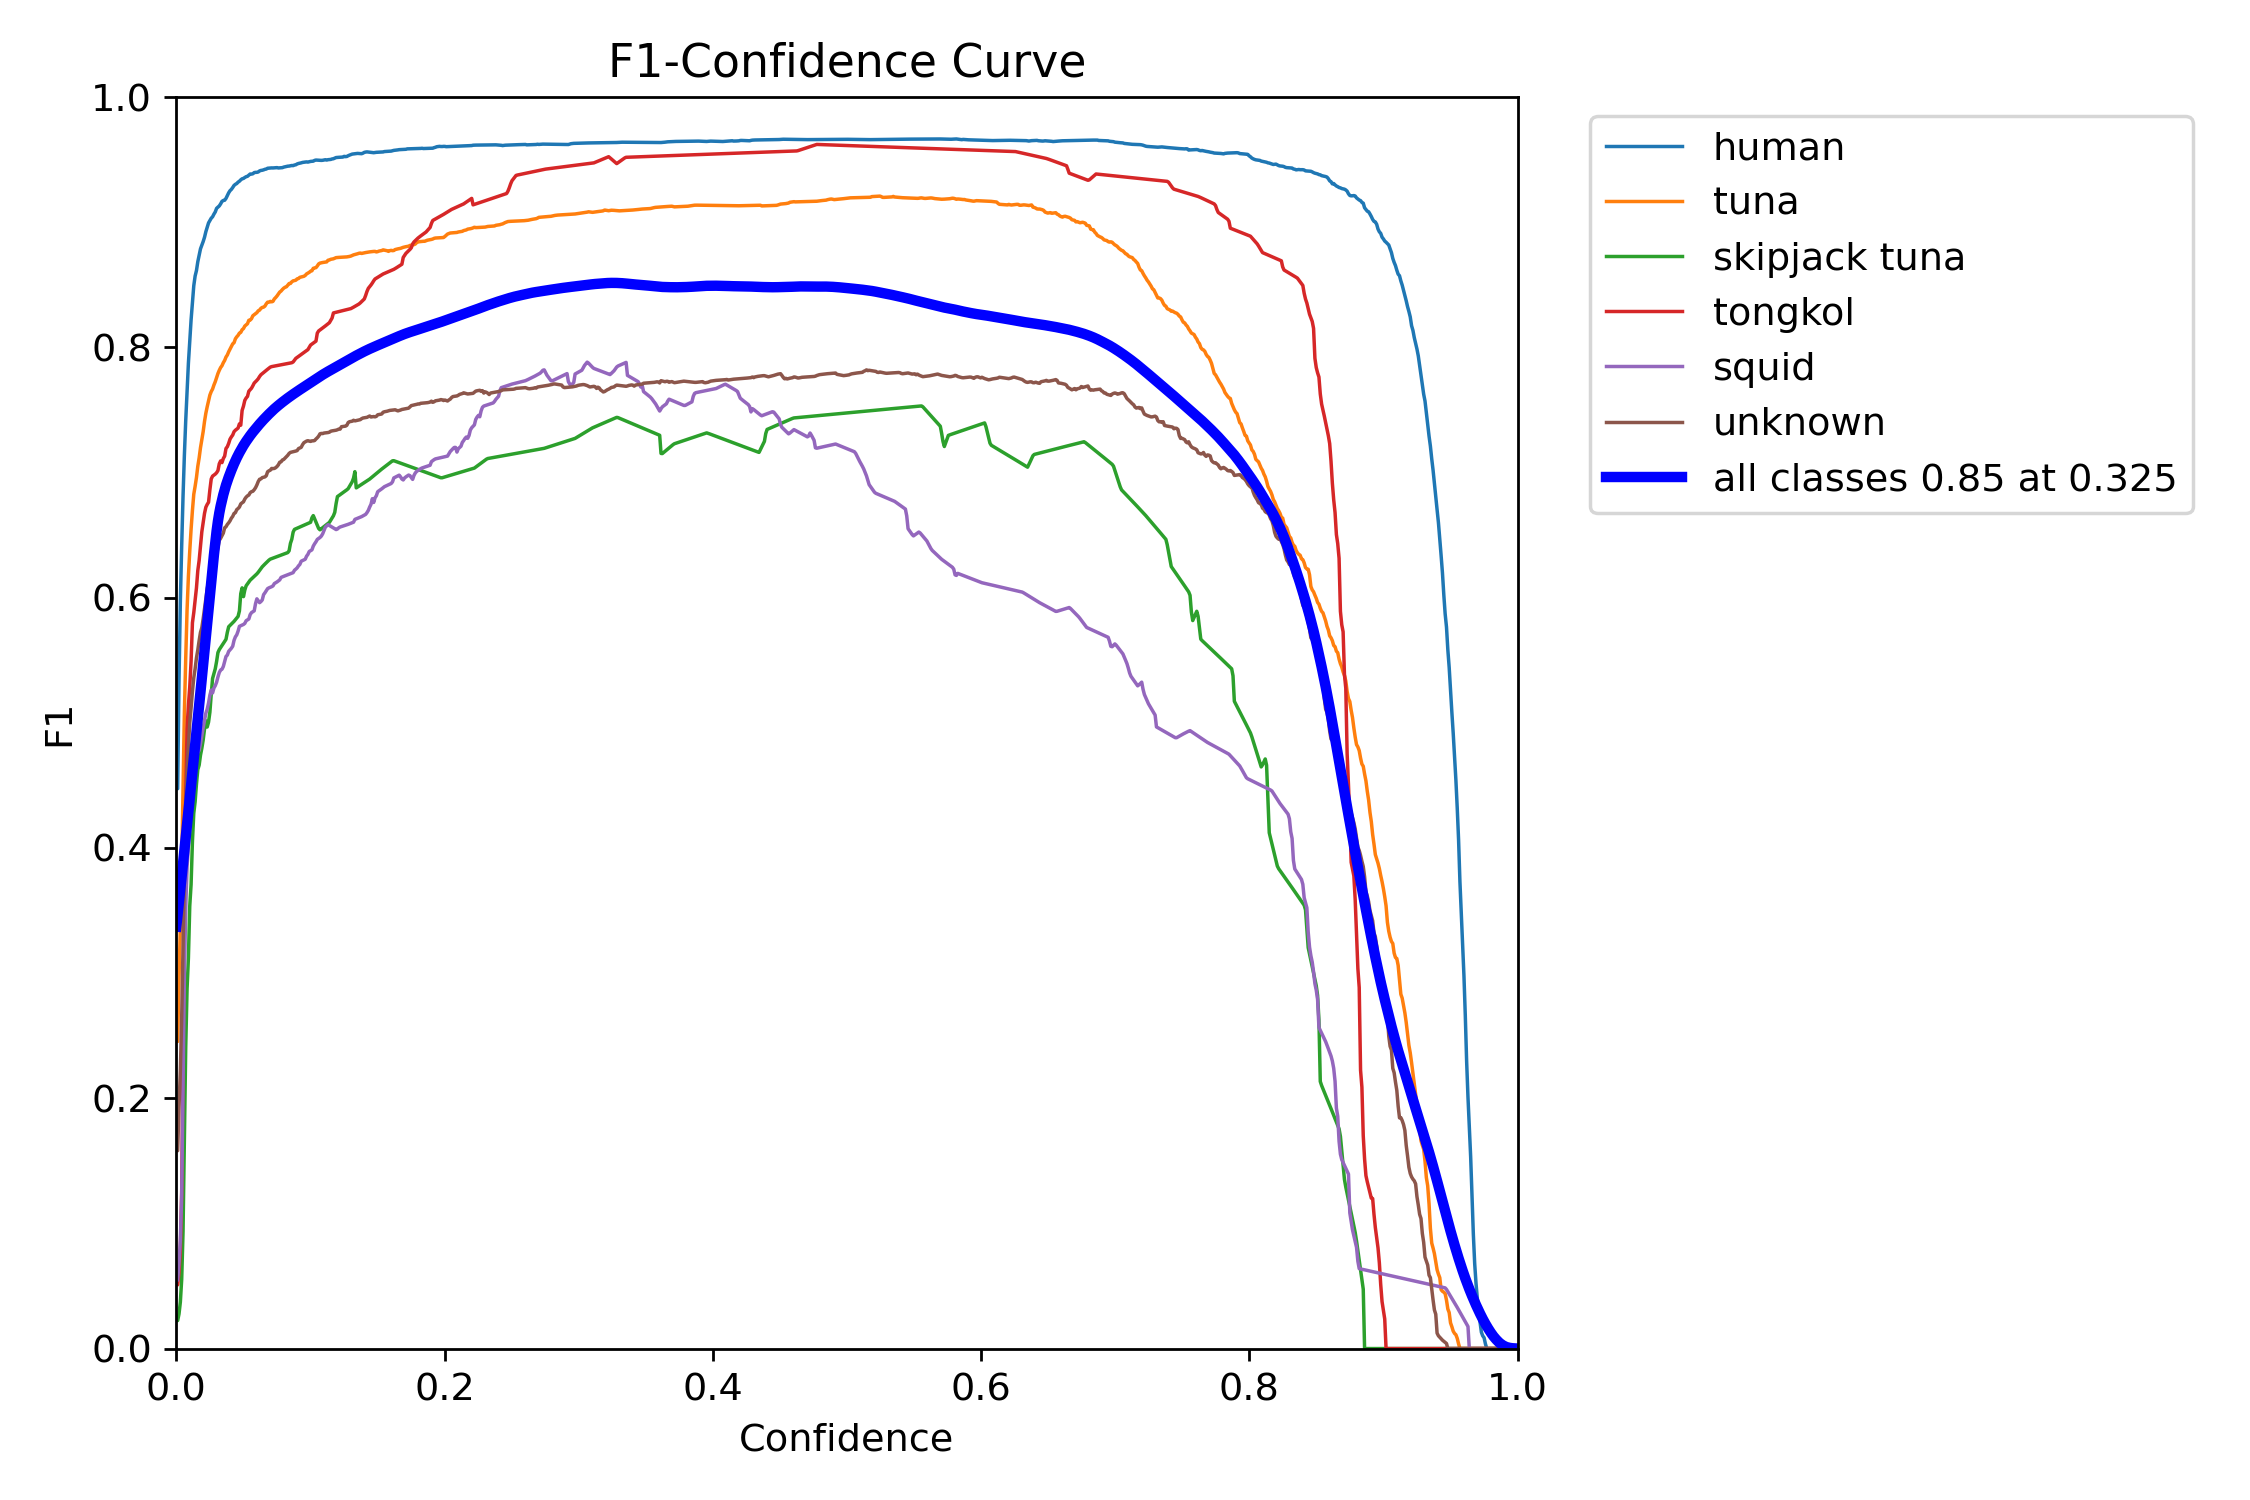 F1-Confidence Curve
1.0
0.8
0.6
0.4
0.2
0.0
F1
0.0 0.2 0.4 0.6 0.8 1.0
Confidence
human
tuna
skipjack tuna
tongkol
squid
unknown
all classes 0.85 at 0.325